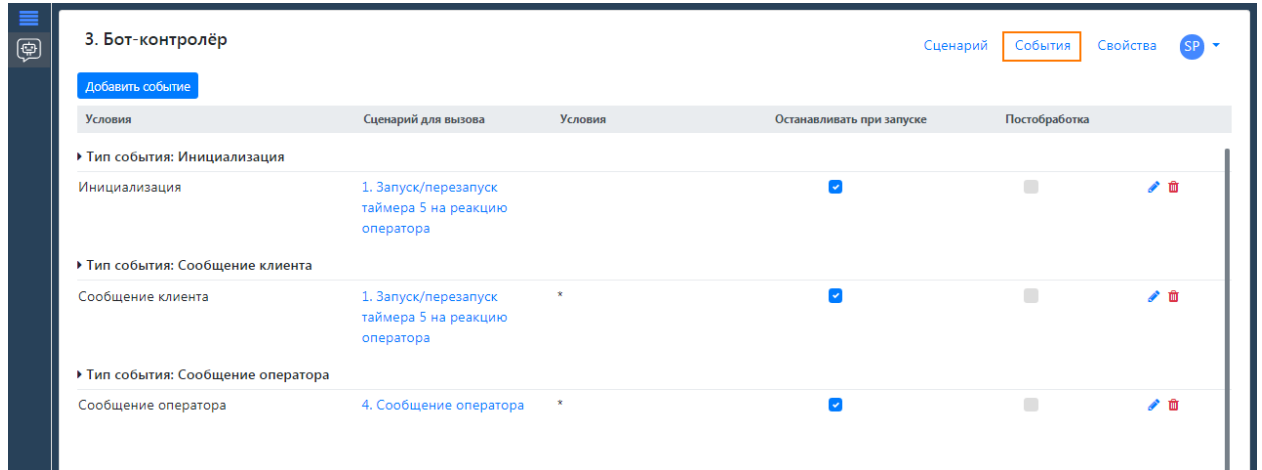 3. Бот-контролёр
Сценарий События Свойства SP
Добавить событие
Условия Сценарий для вызова Условия Останавливать при запуске Постобработка
Тип события: Инициализация
Инициализация 1. Запуск/перезапуск
таймера 5 на реакцию
оператора
Тип события: Сообщение клиента
Сообщение клиента 1. Запуск/перезапуск *
таймера 5 на реакцию
оператора
Тип события: Сообщение оператора
Сообщение оператора 4. Сообщение оператора *